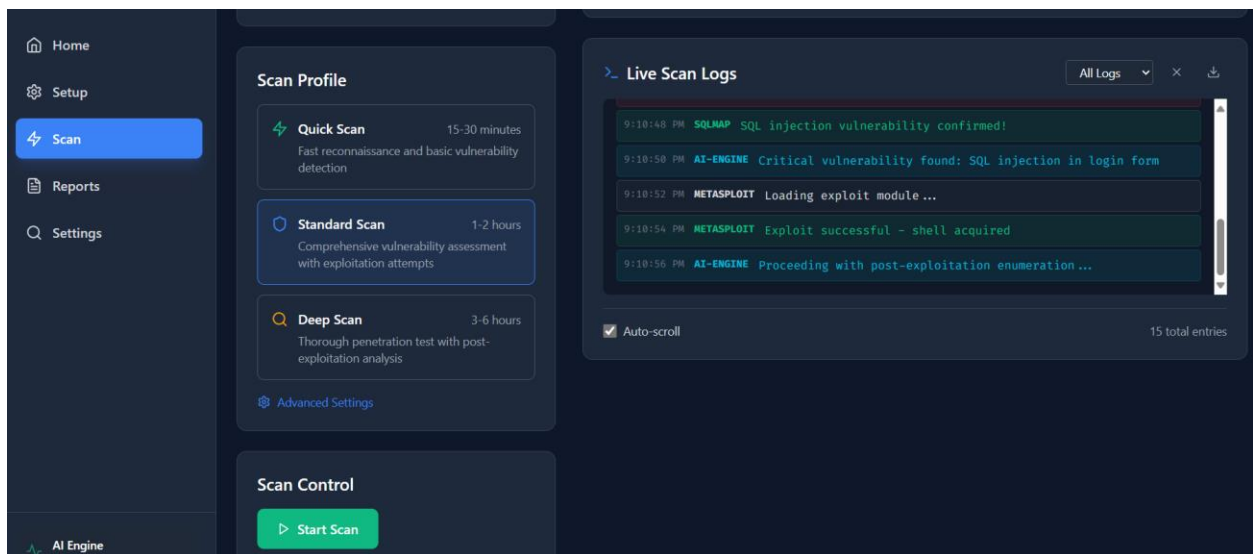 Home
Setup
Scan
Reports
Settings
AI Engine
Scan Profile
Quick Scan 15-30 minutes
Fast reconnaissance and basic vulnerability
detection
Standard Scan 1-2 hours
Comprehensive vulnerability assessment
with exploitation attempts
Deep Scan 3-6 hours
Thorough penetration test with post-
exploitation analysis
Advanced Settings
Scan Control
Start Scan
>_ Live Scan Logs All Logs
9:10:48 PM SQLMAP SQL injection vulnerability confirmed!
9:10:50 PM AI-ENGINE Critical vulnerability found: SQL injection in login form
9:10:52 PM METASPLOIT Loading exploit module...
9:10:54 PM METASPLOIT Exploit successful - shell acquired
9:10:56 PM AI-ENGINE Proceeding with post-exploitation enumeration...
Auto-scroll 15 total entries